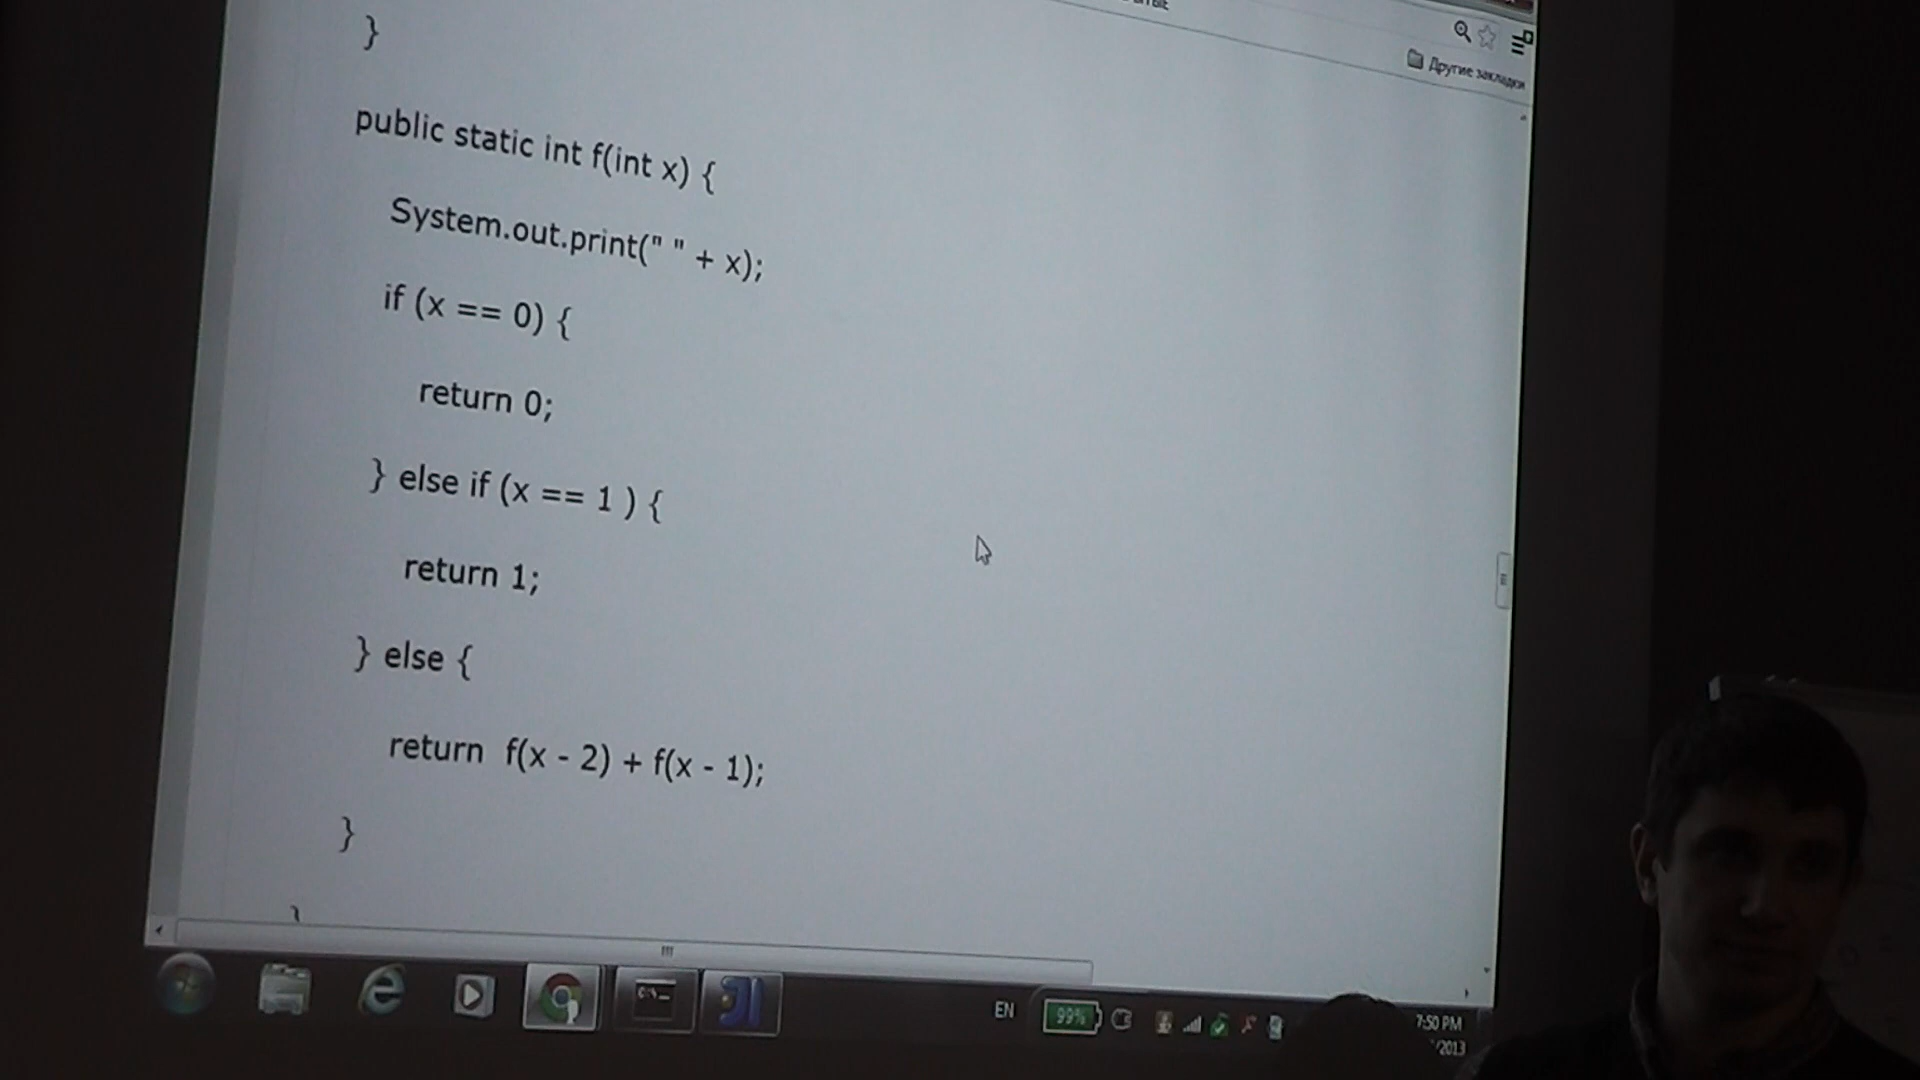 Другие закладки
}
public static int f(int x) {
System.out.print(" " + x);
if (x == 0) {
return 0;
} else if (x == 1 ) {
return 1;
} else {
return f(x - 2) + f(x - 1);
}
}
EN
99%
7:50 PM
/2013